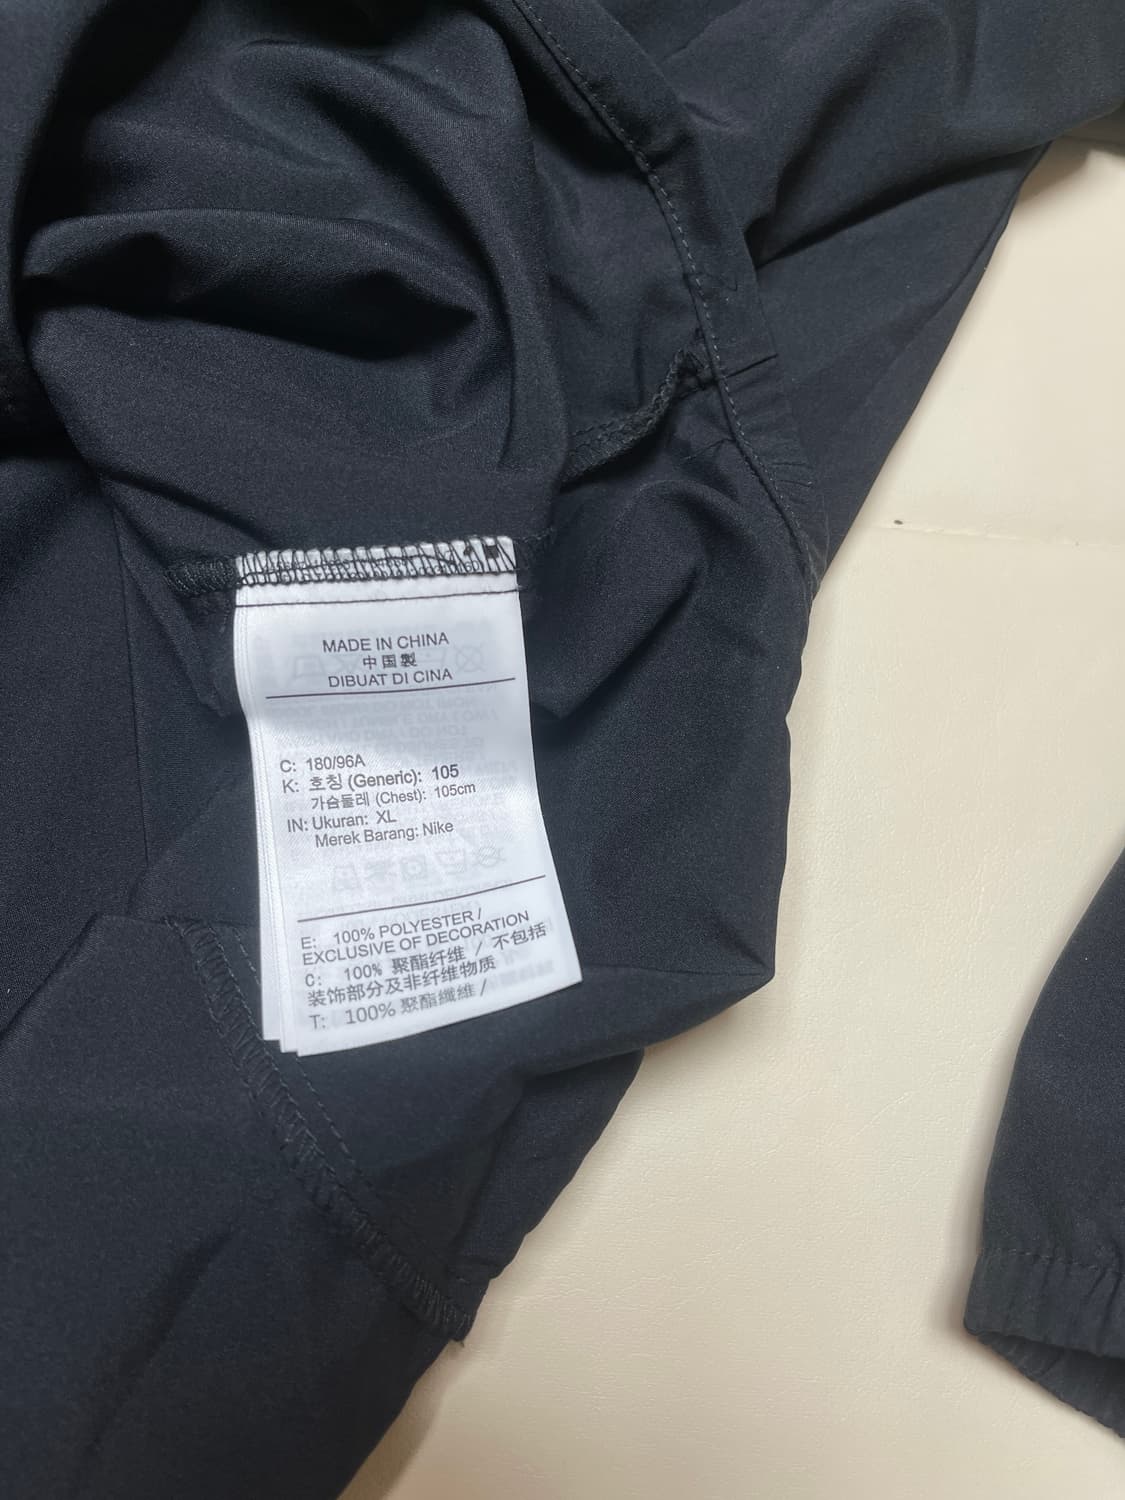 MADE IN CHINA
中国製
DIBUAT DI CINA
C: 180/96A
K: 호칭 (Generic): 105
가슴둘레 (Chest): 105cm
IN: Ukuran: XL
Merek Barang: Nike
E: 100% POLYESTER /
EXCLUSIVE OF DECORATION
C: 100% 聚酯纤维 / 不包括
装饰部分及非纤维物质
T: 100% 聚酯纖維 /